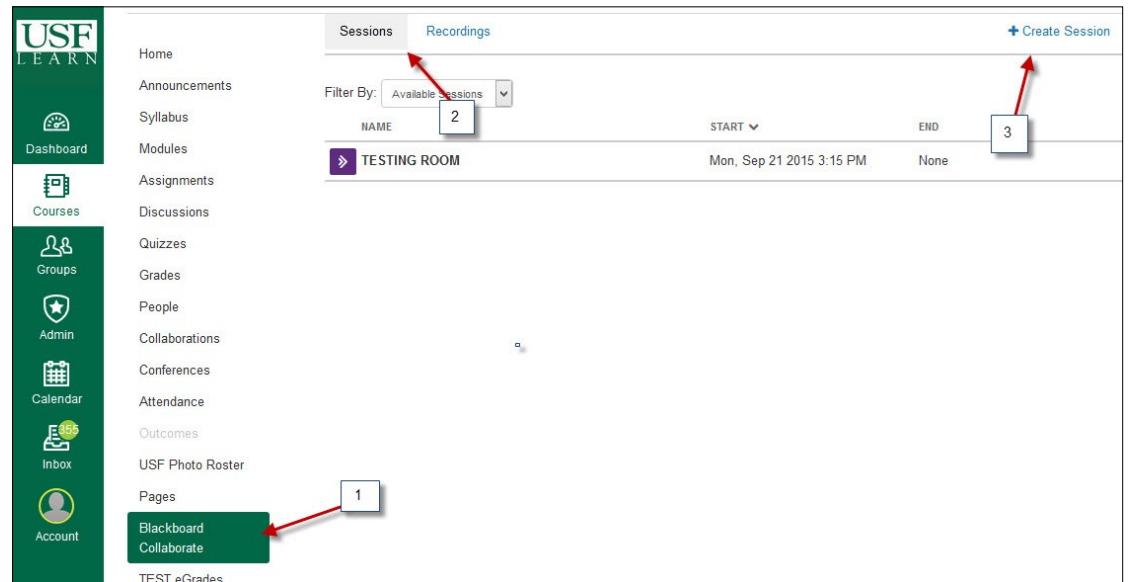 USF
LEARN
Dashboard
Courses
Groups
Admin
Calendar
355
Inbox
Account
Home
Announcements
Syllabus
Modules
Assignments
Discussions
Quizzes
Grades
People
Collaborations
Conferences
Attendance
Outcomes
USF Photo Roster
Pages
Blackboard
Collaborate
TEST eGrades
1
Sessions Recordings + Create Session
Filter By: Available Sessions
2
3
NAME START END
TESTING ROOM Mon, Sep 21 2015 3:15 PM None